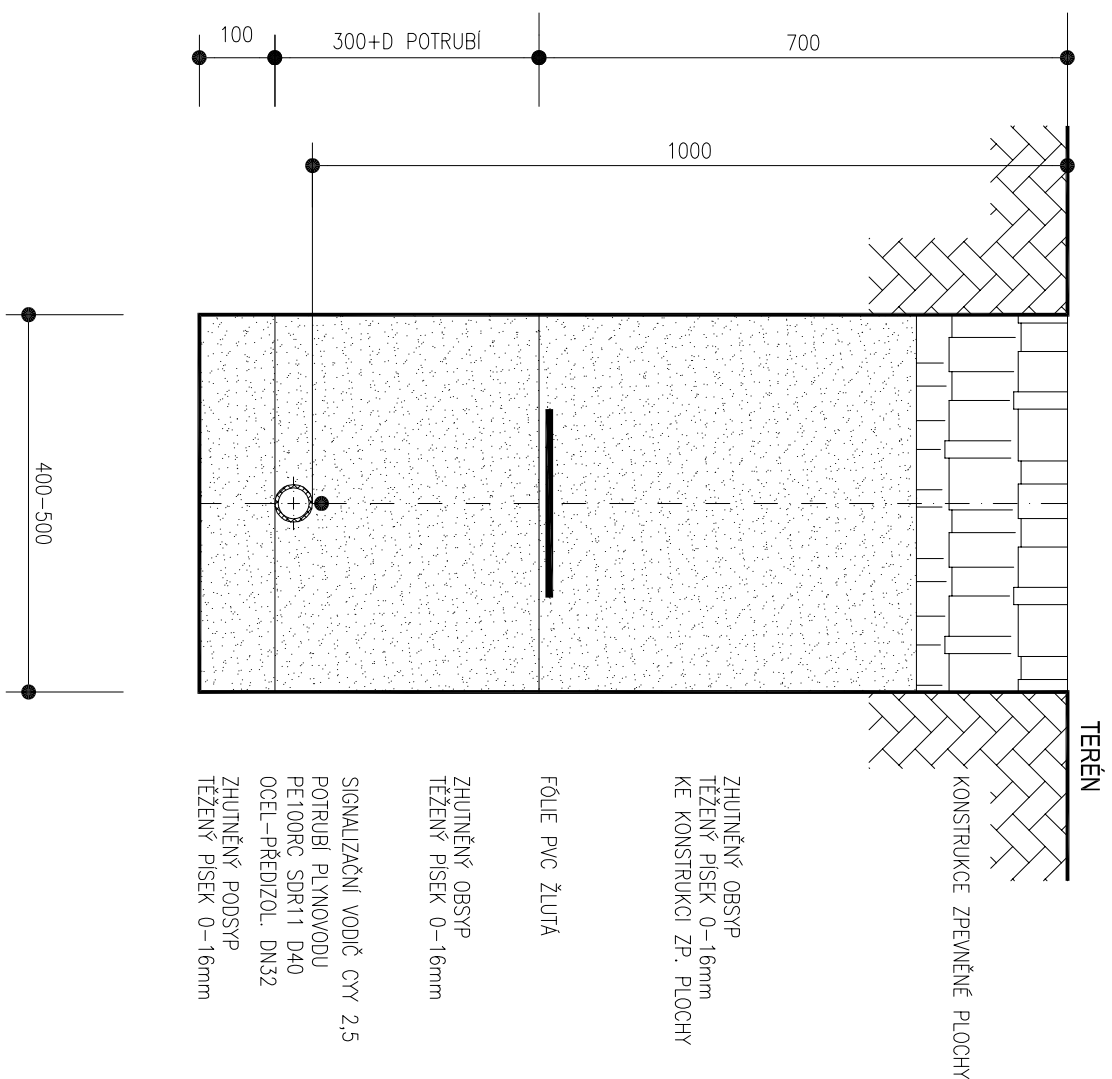 TERÉN
KONSTRUKCE ZPEVNĚNÉ PLOCHY
ZHUTNĚNÝ OBSYP
TĚŽENÝ PÍSEK 0-16mm
KE KONSTRUKCI ZP. PLOCHY
FÓLIE PVC ŽLUTÁ
ZHUTNĚNÝ OBSYP
TĚŽENÝ PÍSEK 0-16mm
SIGNALIZAČNÍ VODIČ CYY 2,5
POTRUBÍ PLYNOVODU
PE100RC SDR11 D40
OCEL-PŘEDIZOL. DN32
ZHUTNĚNÝ PODSYP
TĚŽENÝ PÍSEK 0-16mm
700
300+D POTRUBÍ
100
1000
400-500